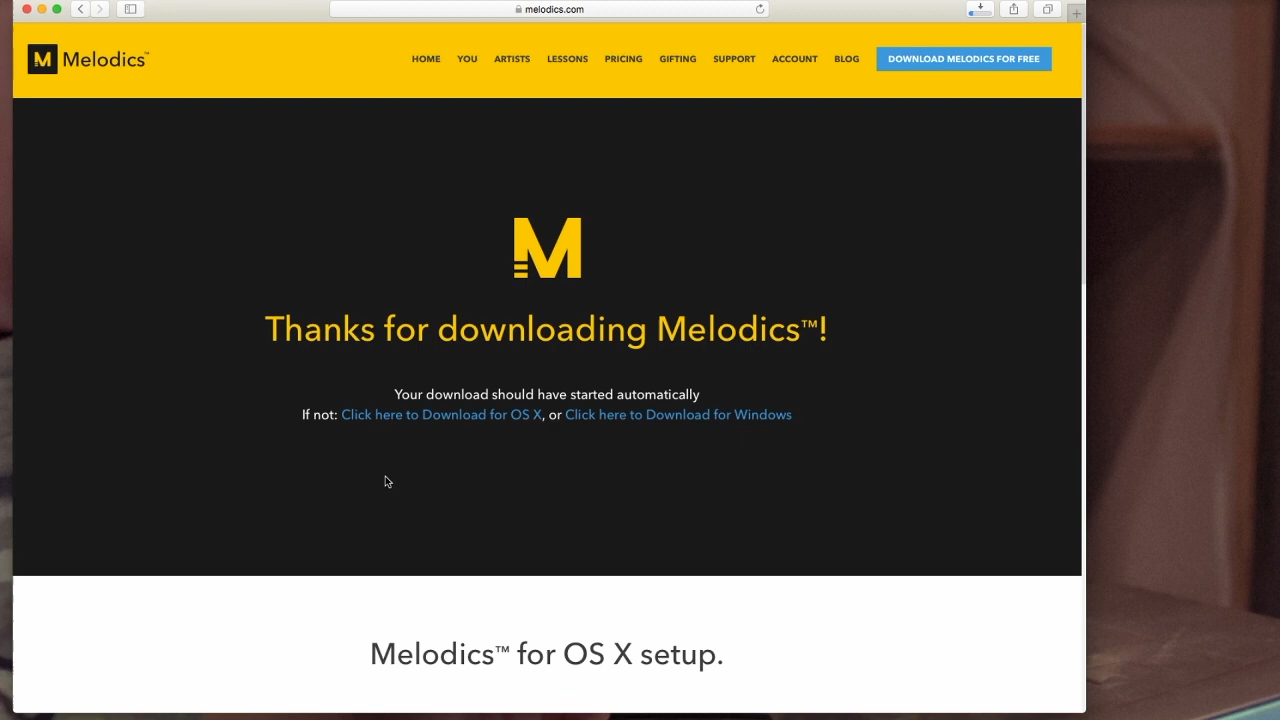 melodics.com
M Melodics™
HOME YOU ARTISTS LESSONS PRICING GIFTING SUPPORT ACCOUNT BLOG DOWNLOAD MELODICS FOR FREE
M
Thanks for downloading Melodics™!
Your download should have started automatically
If not: Click here to Download for OS X, or Click here to Download for Windows
Melodics™ for OS X setup.